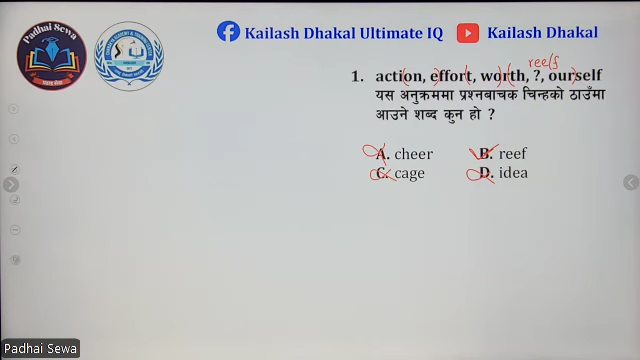 Padhai Sewa
Kailash Dhakal Ultimate IQ
Kailash Dhakal
reef
1. action, effort, worth, ?, ourself
यस अनुक्रममा प्रश्नबाचक चिन्हको ठाउँमा
आउने शब्द कुन हो ?
A. cheer
B. reef
C. cage
D. idea
Padhai Sewa